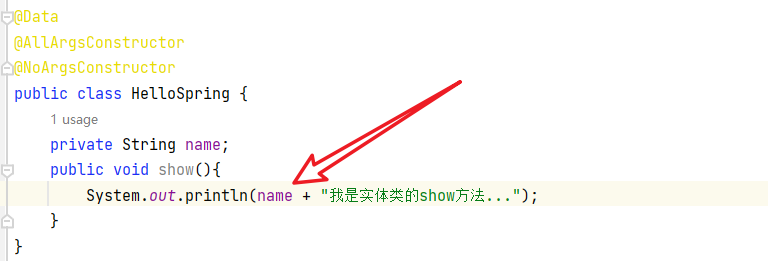 @Data
@AllArgsConstructor
@NoArgsConstructor
public class HelloSpring {
1 usage
private String name;
public void show(){
System.out.println(name + "我是实体类的show方法...");
}
}